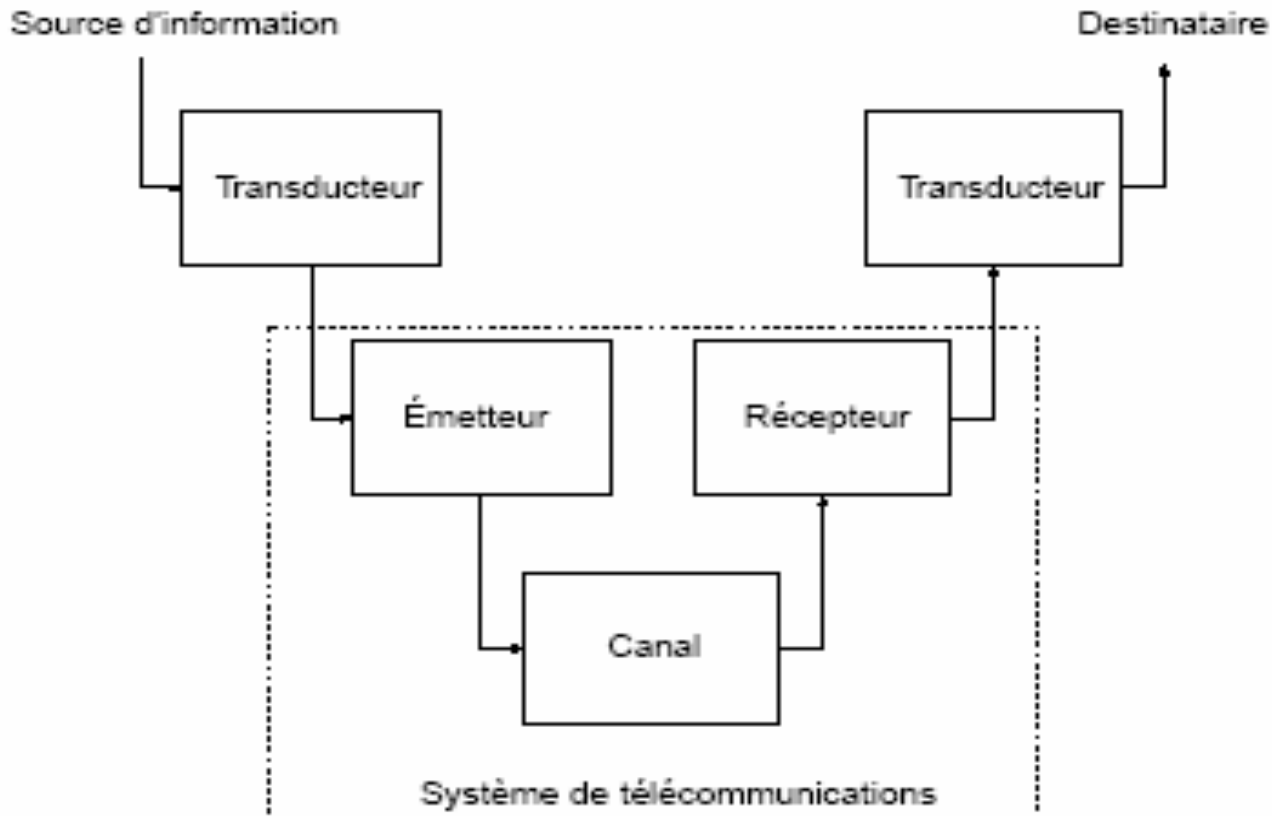 Source d'information
Destinataire
Transducteur
Transducteur
Émetteur
Récepteur
Canal
Système de télécommunications